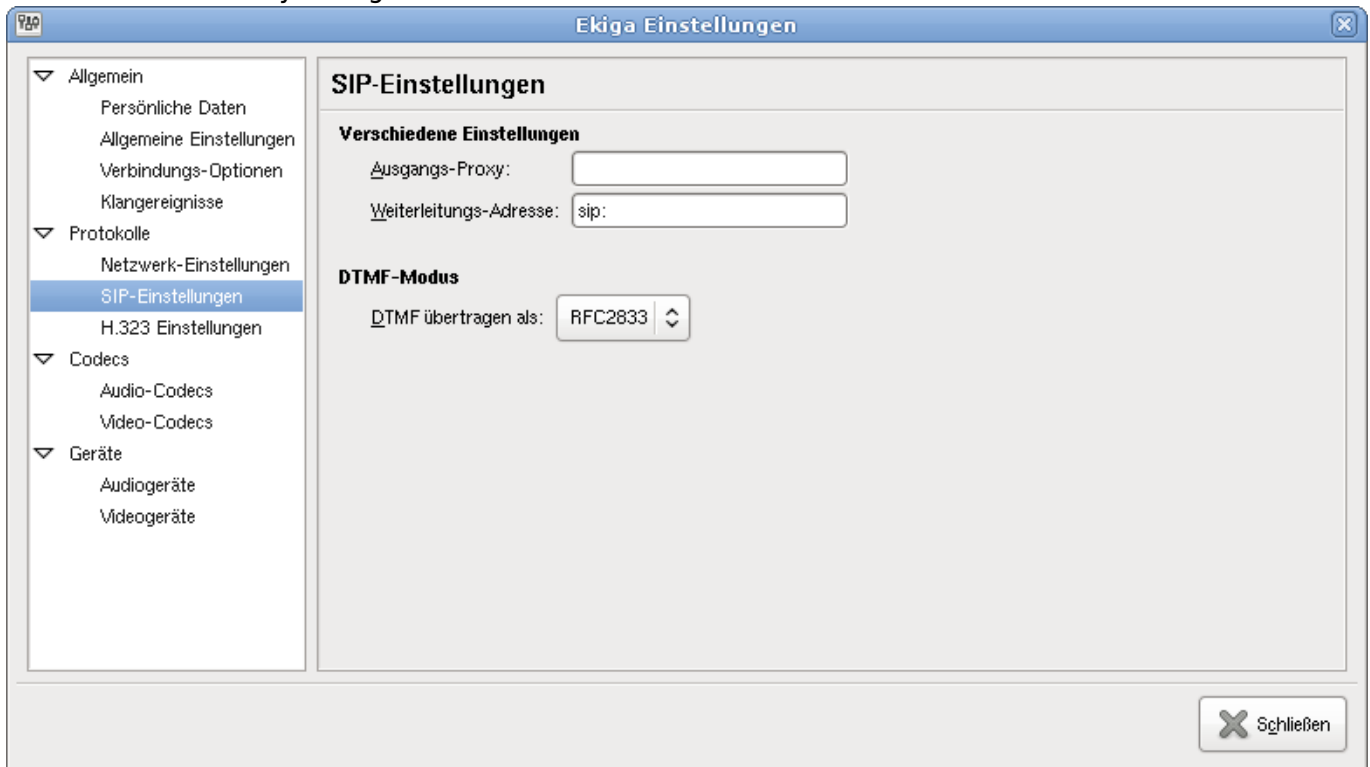 Ekiga Einstellungen
Allgemein
Persönliche Daten
Allgemeine Einstellungen
Verbindungs-Optionen
Klangereignisse
Protokolle
Netzwerk-Einstellungen
SIP-Einstellungen
H.323 Einstellungen
Codecs
Audio-Codecs
Video-Codecs
Geräte
Audiogeräte
Videogeräte
SIP-Einstellungen
Verschiedene Einstellungen
Ausgangs-Proxy:
Weiterleitungs-Adresse: sip:
DTMF-Modus
DTMF übertragen als: RFC2833
Schließen